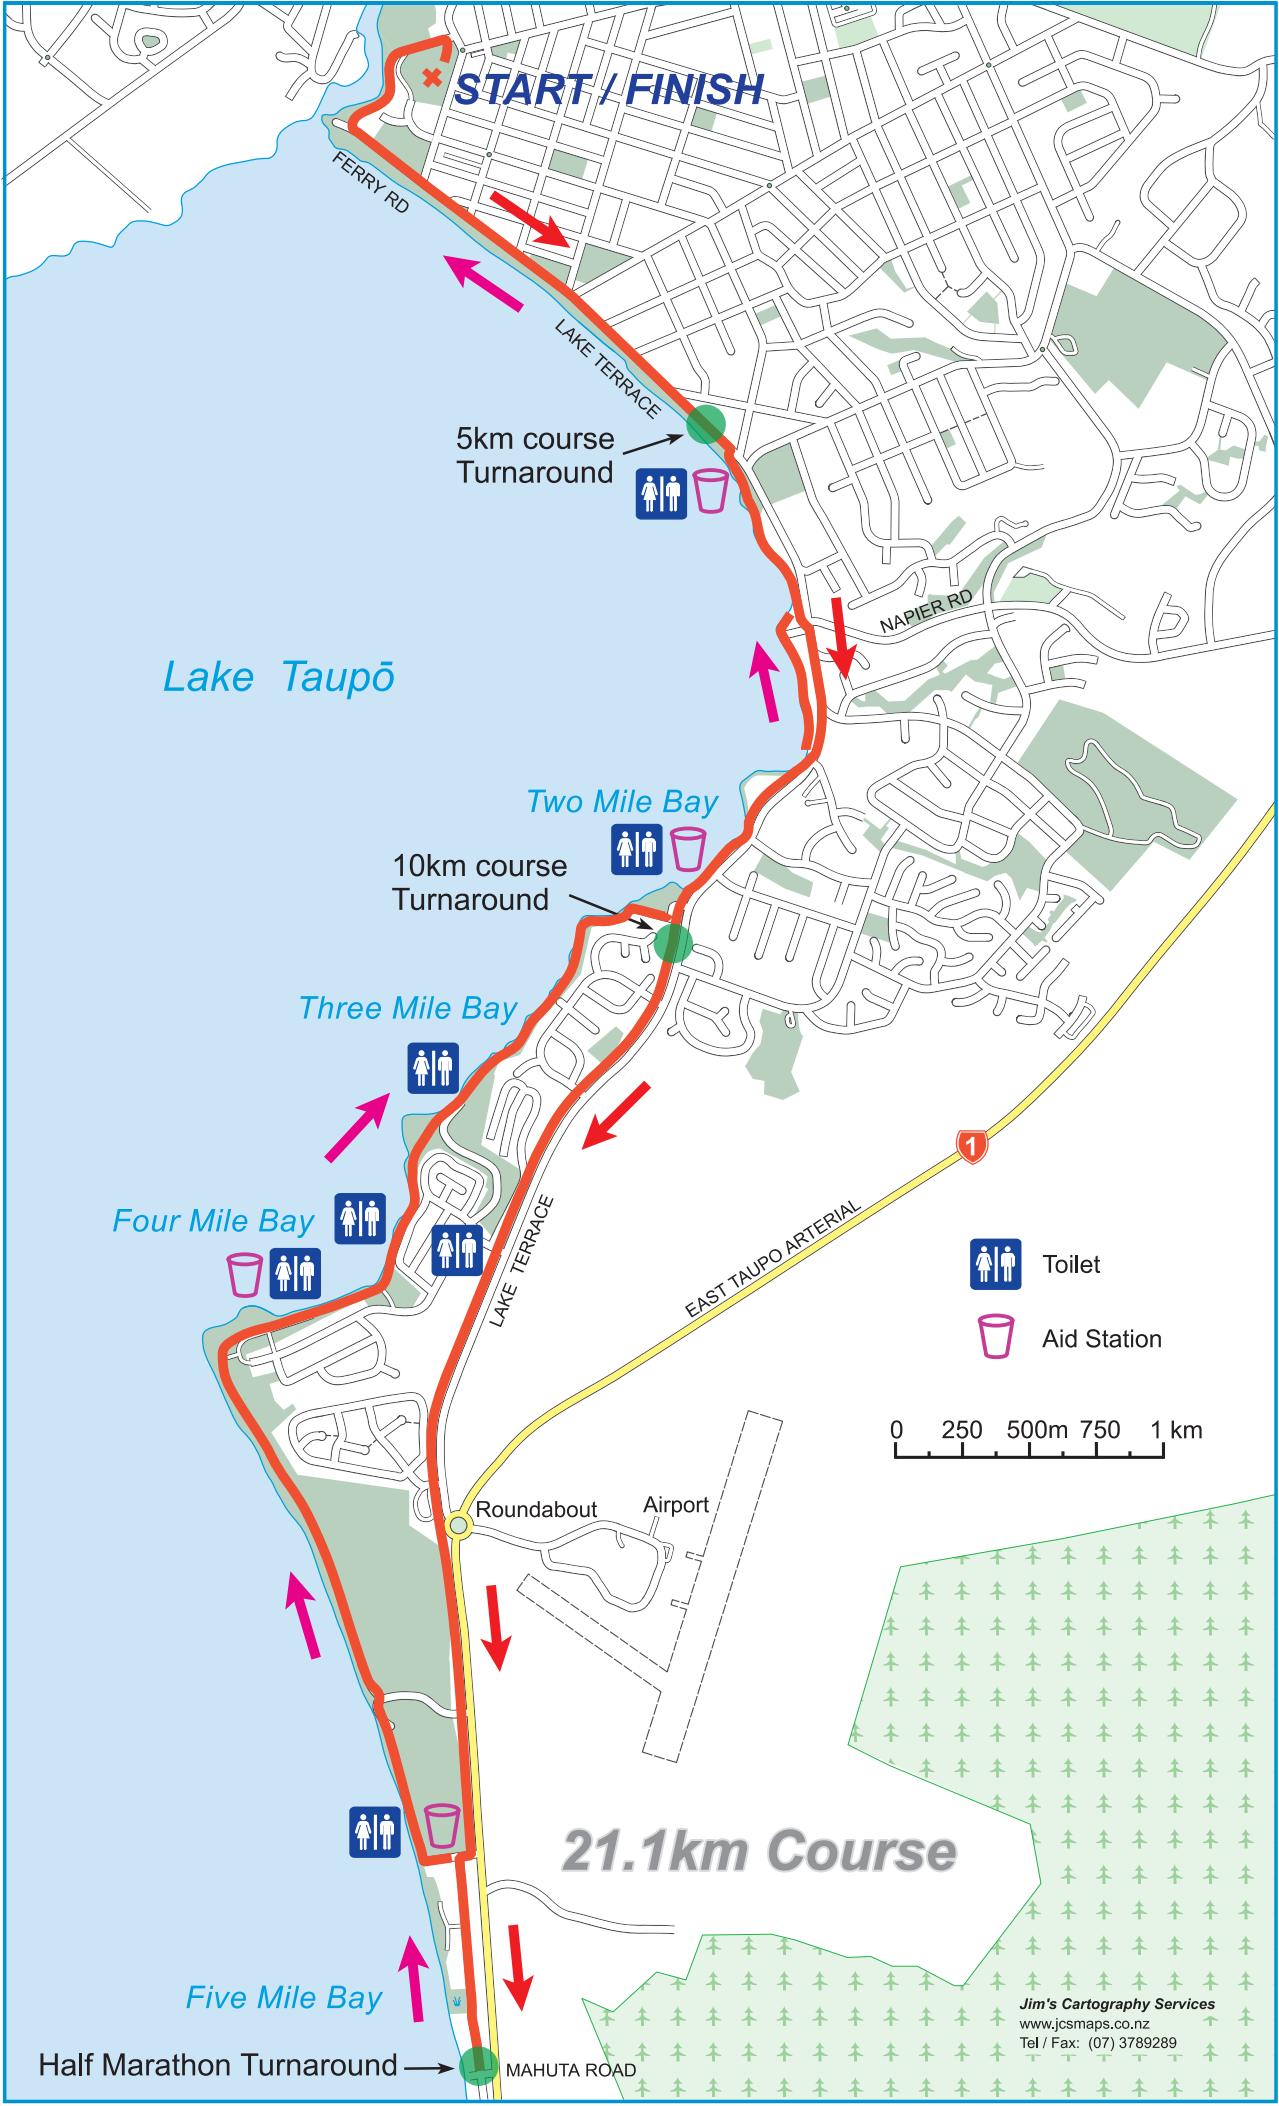 START / FINISH
FERRY RD
LAKE TERRACE
5km course
Turnaround
NAPIER RD
Lake Taupō
Two Mile Bay
10km course
Turnaround
Three Mile Bay
1
Four Mile Bay
LAKE TERRACE
EAST TAUPO ARTERIAL
Toilet
Aid Station
0 250 500m 750 1 km
Roundabout
Airport
21.1km Course
Five Mile Bay
Jim's Cartography Services
www.jcsmaps.co.nz
Tel / Fax: (07) 3789289
Half Marathon Turnaround
MAHUTA ROAD